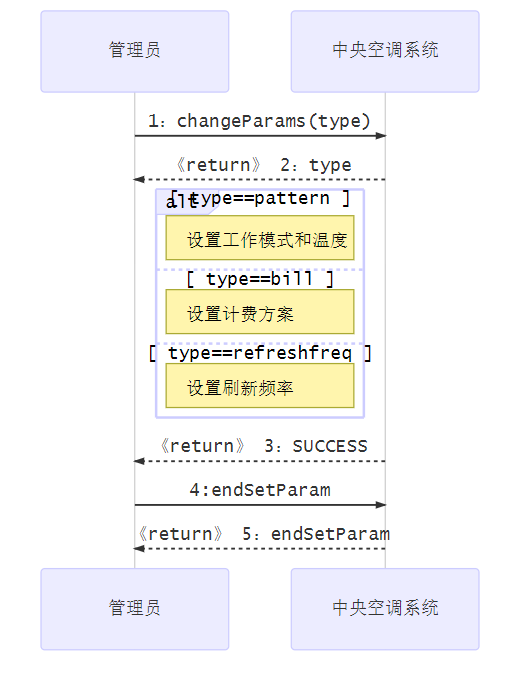 管理员
中央空调系统
1：changeParams(type)
《return》 2：type
alt
[ type==pattern ]
设置工作模式和温度
[ type==bill ]
设置计费方案
[ type==refreshfreq ]
设置刷新频率
《return》 3：SUCCESS
4:endSetParam
《return》 5：endSetParam
管理员
中央空调系统